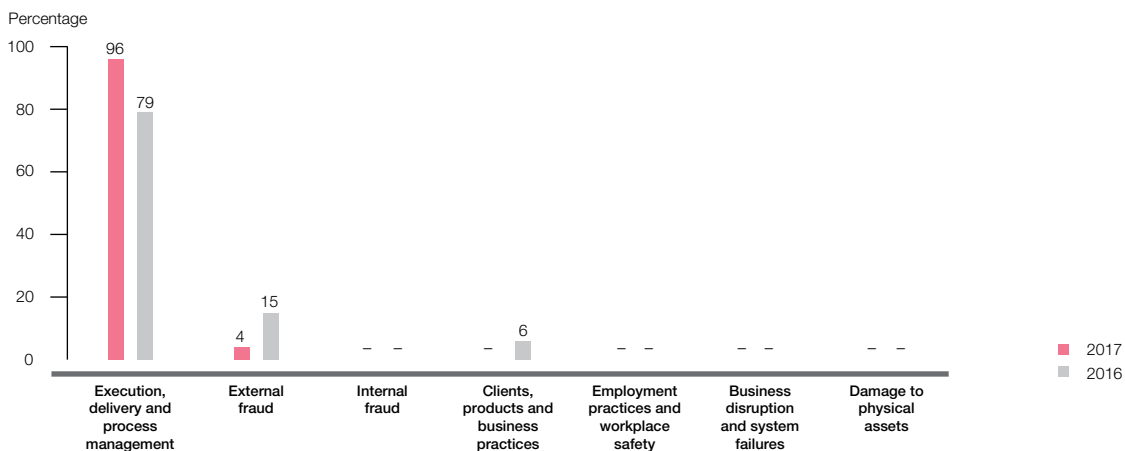 Percentage
100
80
60
40
20
0
96
79
4
15
–
–
–
6
–
–
–
–
–
–
Execution,
delivery and
process
management
External
fraud
Internal
fraud
Clients,
products and
business
practices
Employment
practices and
workplace
safety
Business
disruption
and system
failures
Damage to
physical
assets
2017
2016